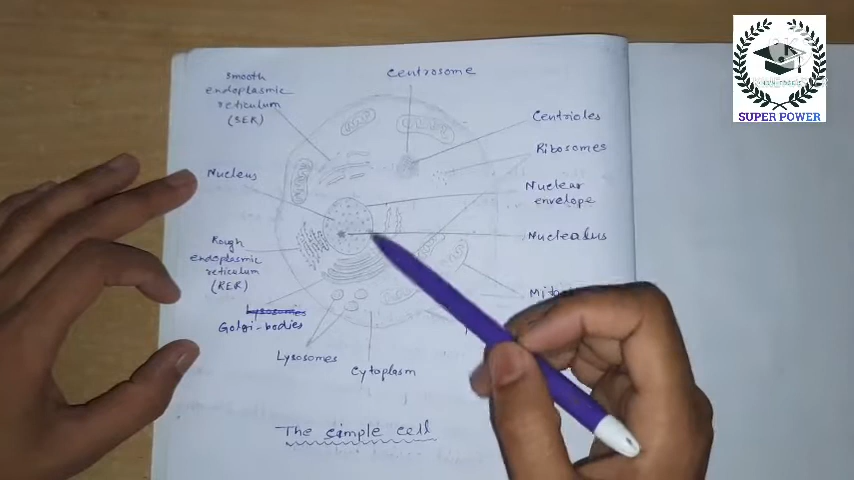 SUPER POWER
Smooth
endoplasmic
reticulum
(SER)
Centrosome
Centrioles
Ribosomes
Nucleus
Nuclear
envelope
Nucleolus
Rough
endoplasmic
reticulum
(RER)
Lysosomes
Golgi-bodies
Lysosomes
Cytoplasm
The simple cell